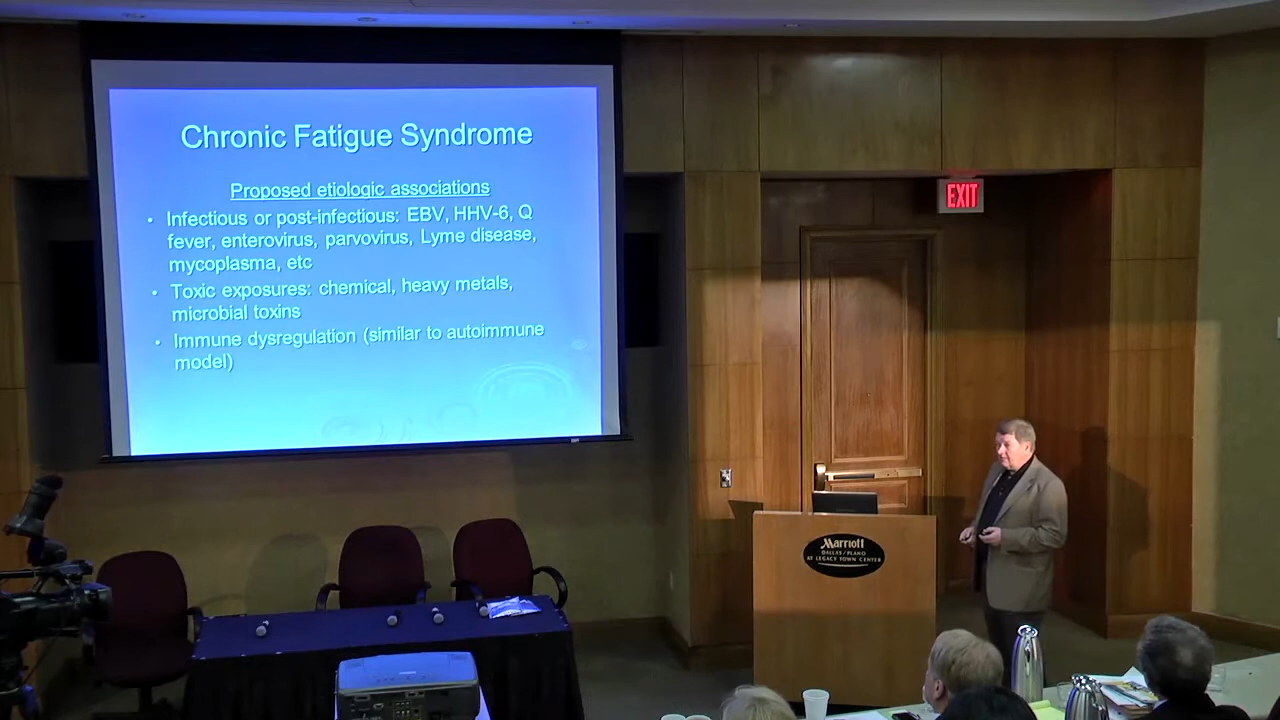 Chronic Fatigue Syndrome
Proposed etiologic associations
• Infectious or post-infectious: EBV, HHV-6, Q
fever, enterovirus, parvovirus, Lyme disease,
mycoplasma, etc
• Toxic exposures: chemical, heavy metals,
microbial toxins
• Immune dysregulation (similar to autoimmune
model)
EXIT
Marriott
DALLAS/PLANO
AT LEGACY TOWN CENTER